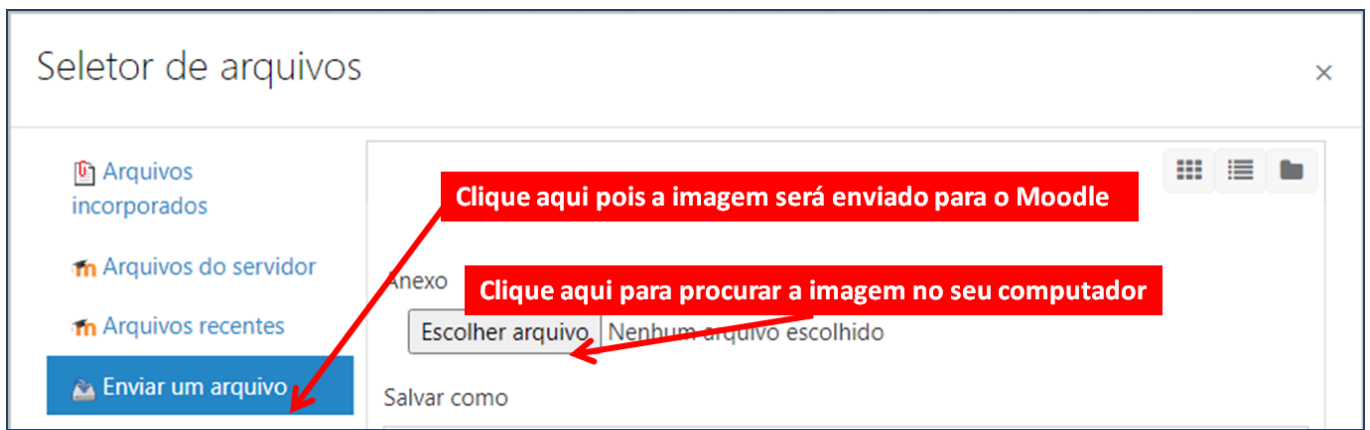 Seletor de arquivos
×
Arquivos
incorporados
Arquivos do servidor
Arquivos recentes
Enviar um arquivo
Clique aqui pois a imagem será enviado para o Moodle
Anexo
Clique aqui para procurar a imagem no seu computador
Escolher arquivo Nenhum arquivo escolhido
Salvar como